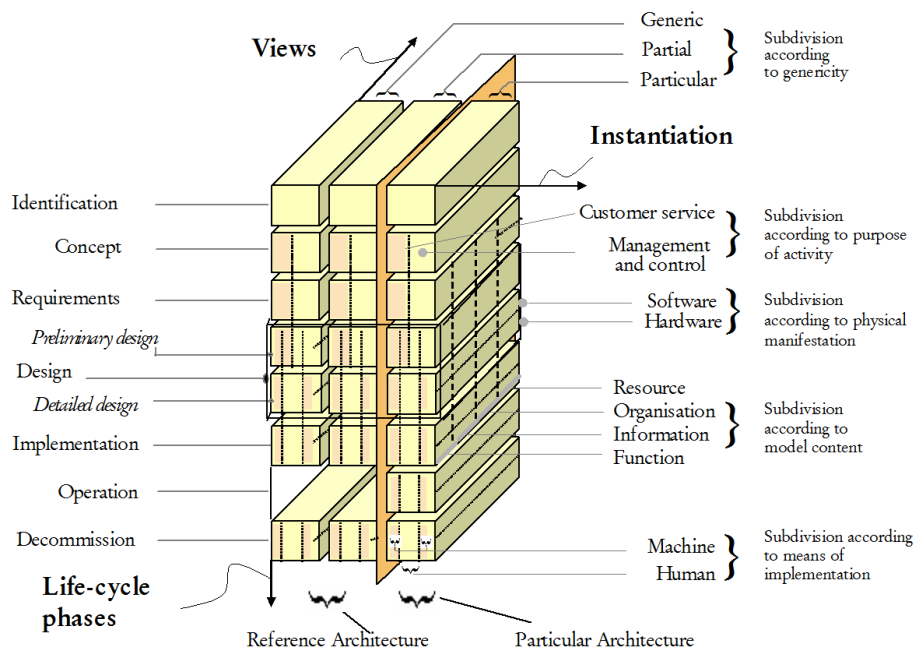 Generic
Views
Partial
Subdivision
according
to genericity
Particular
Instantiation
Identification
Customer service
Subdivision
according to purpose
of activity
Concept
Management
and control
Requirements
Software
Hardware
Subdivision
according to physical
manifestation
Preliminary design
Design
Detailed design
Resource
Organisation
Information
Function
Subdivision
according to
model content
Implementation
Operation
Decommission
Machine
Human
Subdivision according
to means of
implementation
Life-cycle
phases
Reference Architecture
Particular Architecture